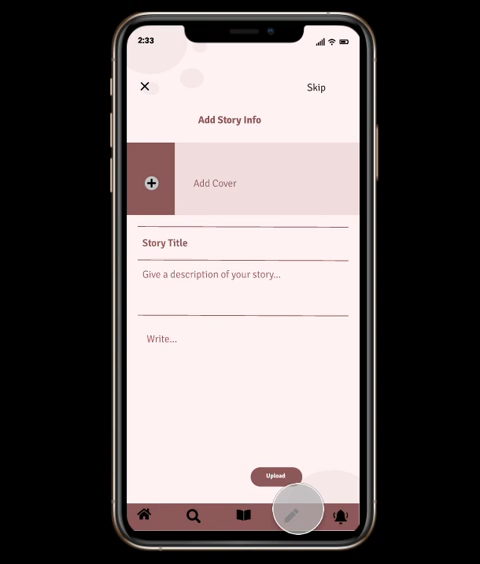 2:33
Skip
Add Story Info
Add Cover
Story Title
Give a description of your story...
Write...
Upload